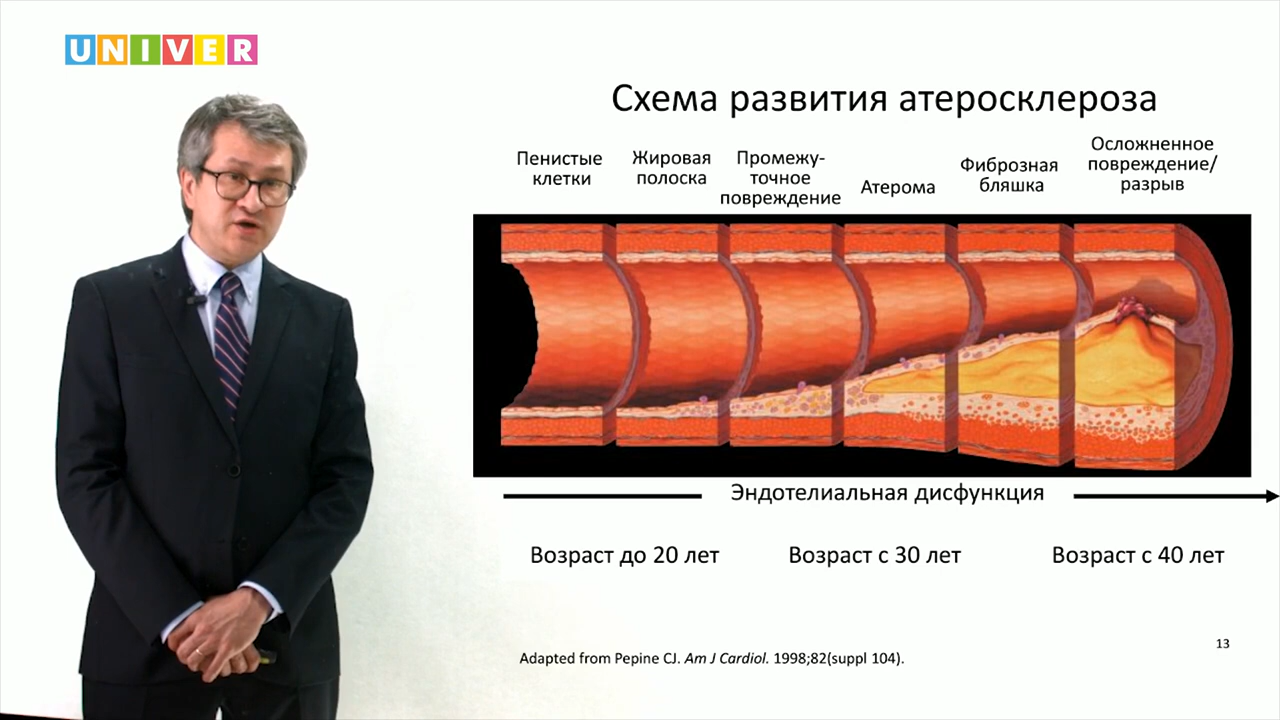 UNIVER
Схема развития атеросклероза
Пенистые
клетки
Жировая
полоска
Промежу-
точное
повреждение
Атерома
Фиброзная
бляшка
Осложненное
повреждение/
разрыв
Эндотелиальная дисфункция
Возраст до 20 лет
Возраст с 30 лет
Возраст с 40 лет
Adapted from Pepine CJ. Am J Cardiol. 1998;82(suppl 104).
13